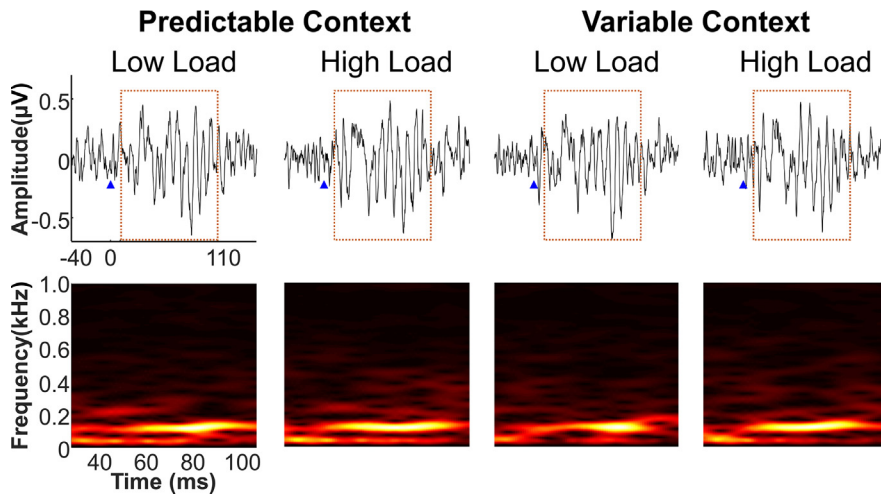 Predictable Context Variable Context
Low Load High Load Low Load High Load
Amplitude(µV)
0.5
0
-0.5
-40 0 110
Frequency(kHz)
1.0
0.8
0.6
0.4
0.2
0
40 60 80 100
Time (ms)